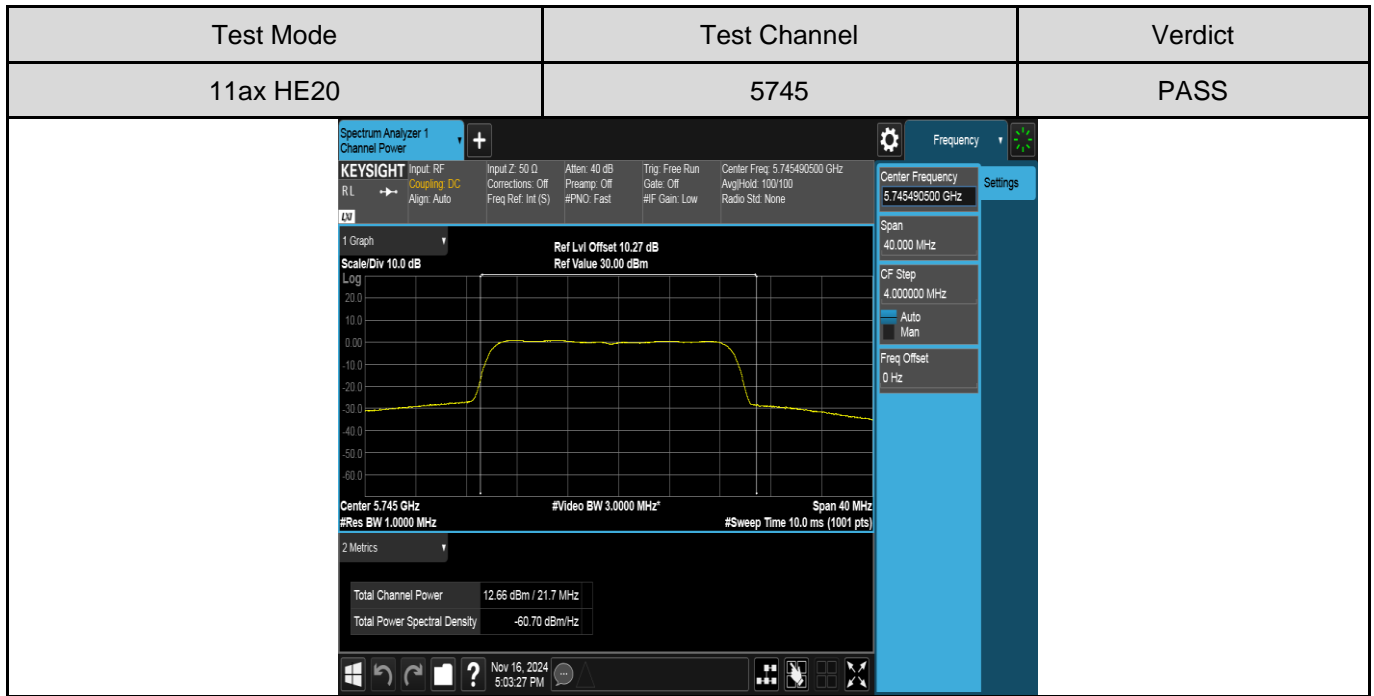 Test Mode Test Channel Verdict
11ax HE20 5745 PASS
Spectrum Analyzer 1
Channel Power
+
Frequency
KEYSIGHT Input: RF Input Z: 50 Ω Atten: 40 dB Trig: Free Run Center Freq: 5.745490500 GHz
RL Coupling: DC Corrections: Off Preamp: Off Gate: Off Avg|Hold: 100/100
Align: Auto Freq Ref: Int (S) #PNO: Fast #IF Gain: Low Radio Std: None
LXI
Center Frequency
5.745490500 GHz
Settings
Span
40.000 MHz
CF Step
4.000000 MHz
Auto
Man
Freq Offset
0 Hz
1 Graph
Ref Lvl Offset 10.27 dB
Scale/Div 10.0 dB Ref Value 30.00 dBm
Log
20.0
10.0
0.00
-10.0
-20.0
-30.0
-40.0
-50.0
-60.0
Center 5.745 GHz #Video BW 3.0000 MHz* Span 40 MHz
#Res BW 1.0000 MHz #Sweep Time 10.0 ms (1001 pts)
2 Metrics
Total Channel Power 12.66 dBm / 21.7 MHz
Total Power Spectral Density -60.70 dBm/Hz
? Nov 16, 2024
5:03:27 PM